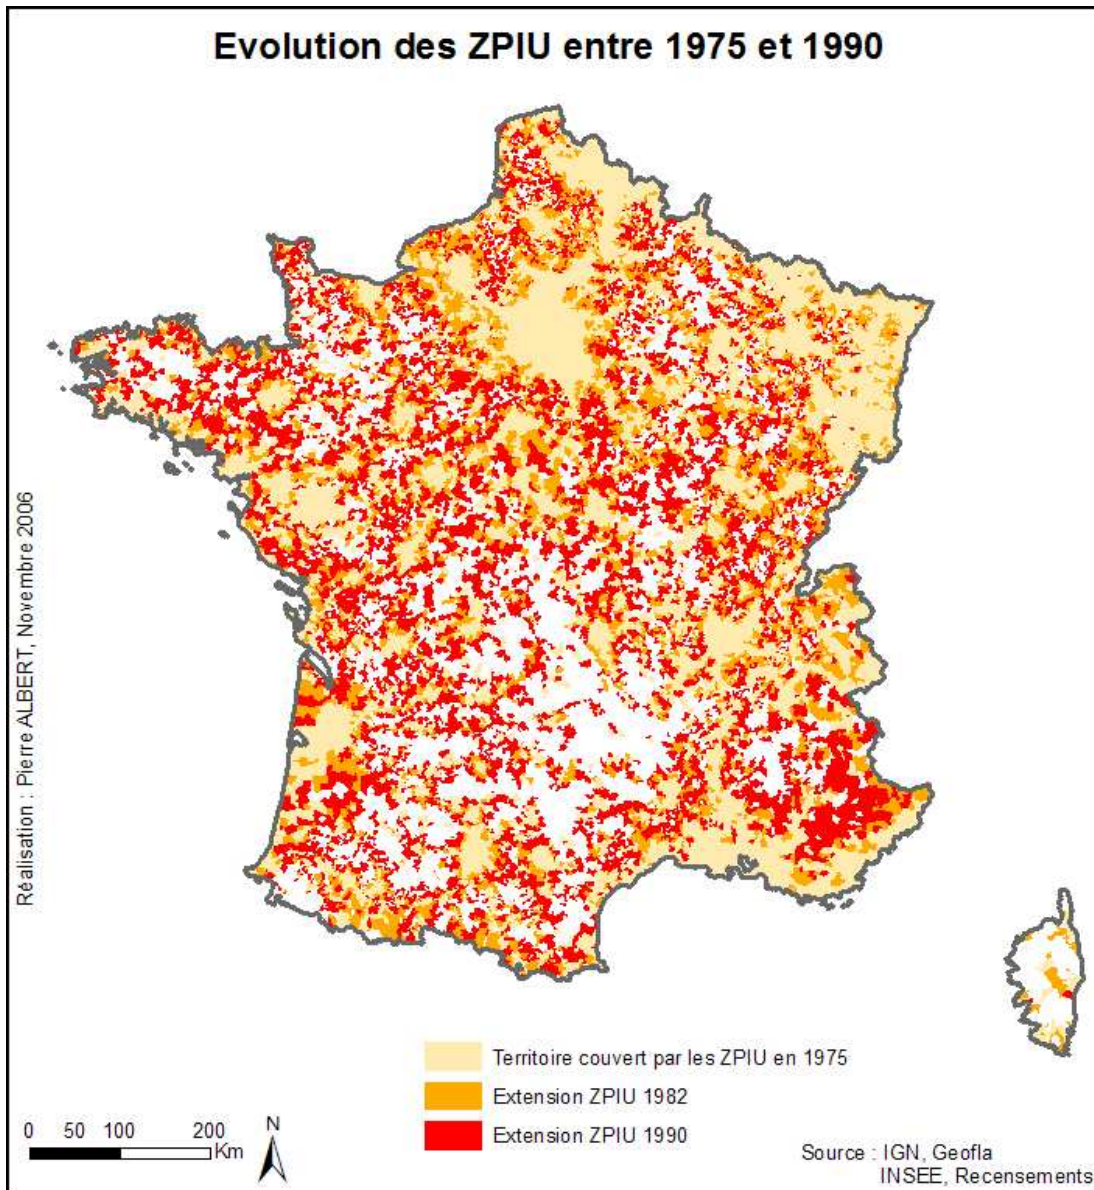 Evolution des ZPIU entre 1975 et 1990
Réalisation : Pierre ALBERT, Novembre 2006
Territoire couvert par les ZPIU en 1975
Extension ZPIU 1982
Extension ZPIU 1990
0 50 100 200
Km
N
Source : IGN, Geofla
INSEE, Recensements